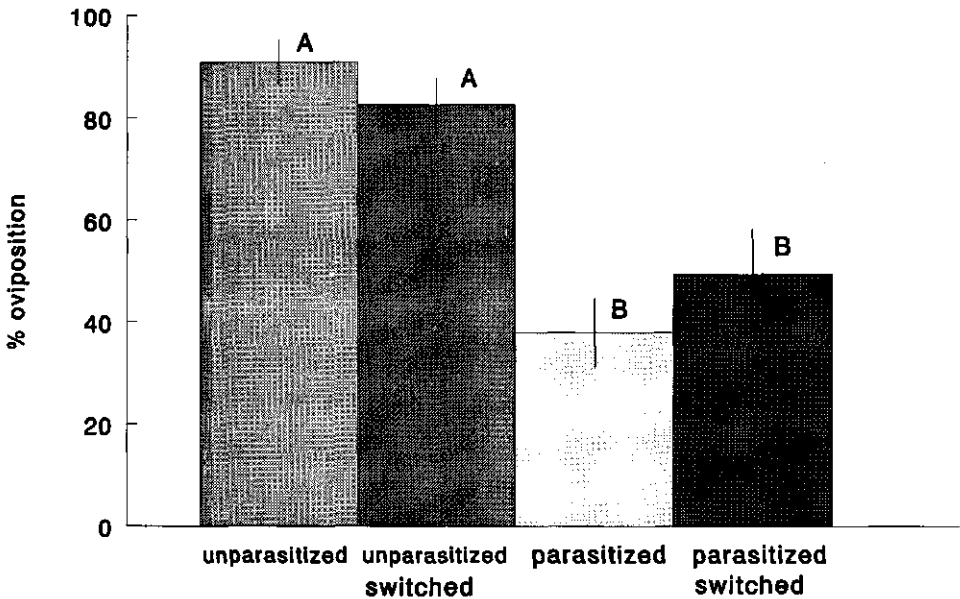 100
80
60
40
20
0
% oviposition
A
A
B
B
unparasitized
unparasitized
switched
parasitized
parasitized
switched